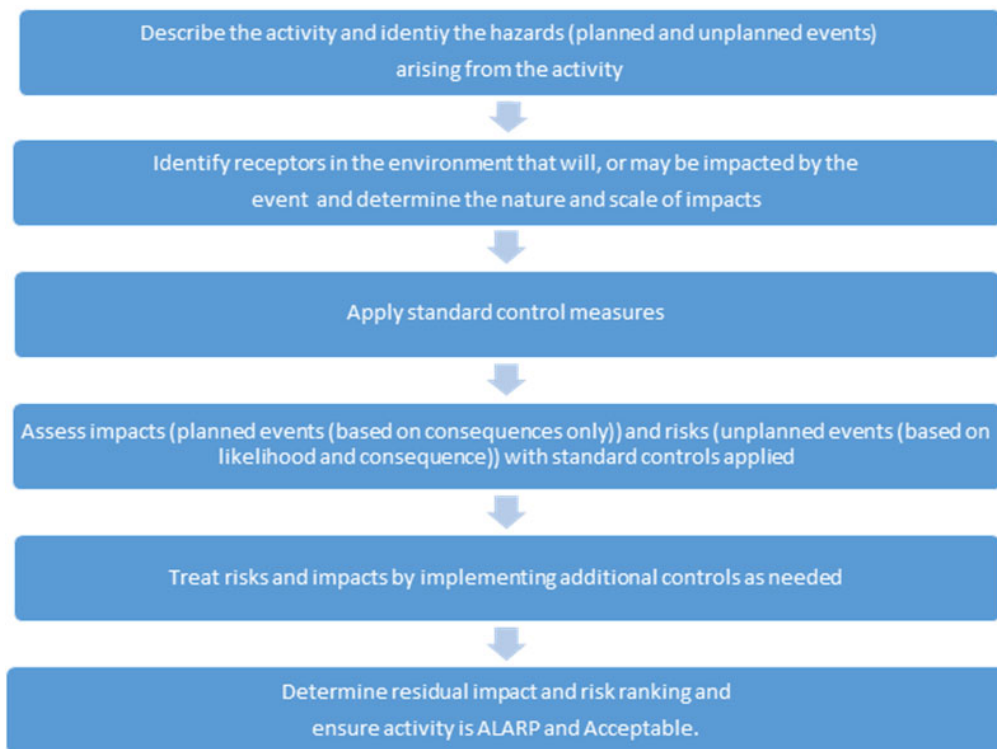 Describe the activity and identiy the hazards (planned and unplanned events)
arising from the activity
Identify receptors in the environment that will, or may be impacted by the
event and determine the nature and scale of impacts
Apply standard control measures
Assess impacts (planned events (based on consequences only)) and risks (unplanned events (based on
likelihood and consequence)) with standard controls applied
Treat risks and impacts by implementing additional controls as needed
Determine residual impact and risk ranking and
ensure activity is ALARP and Acceptable.